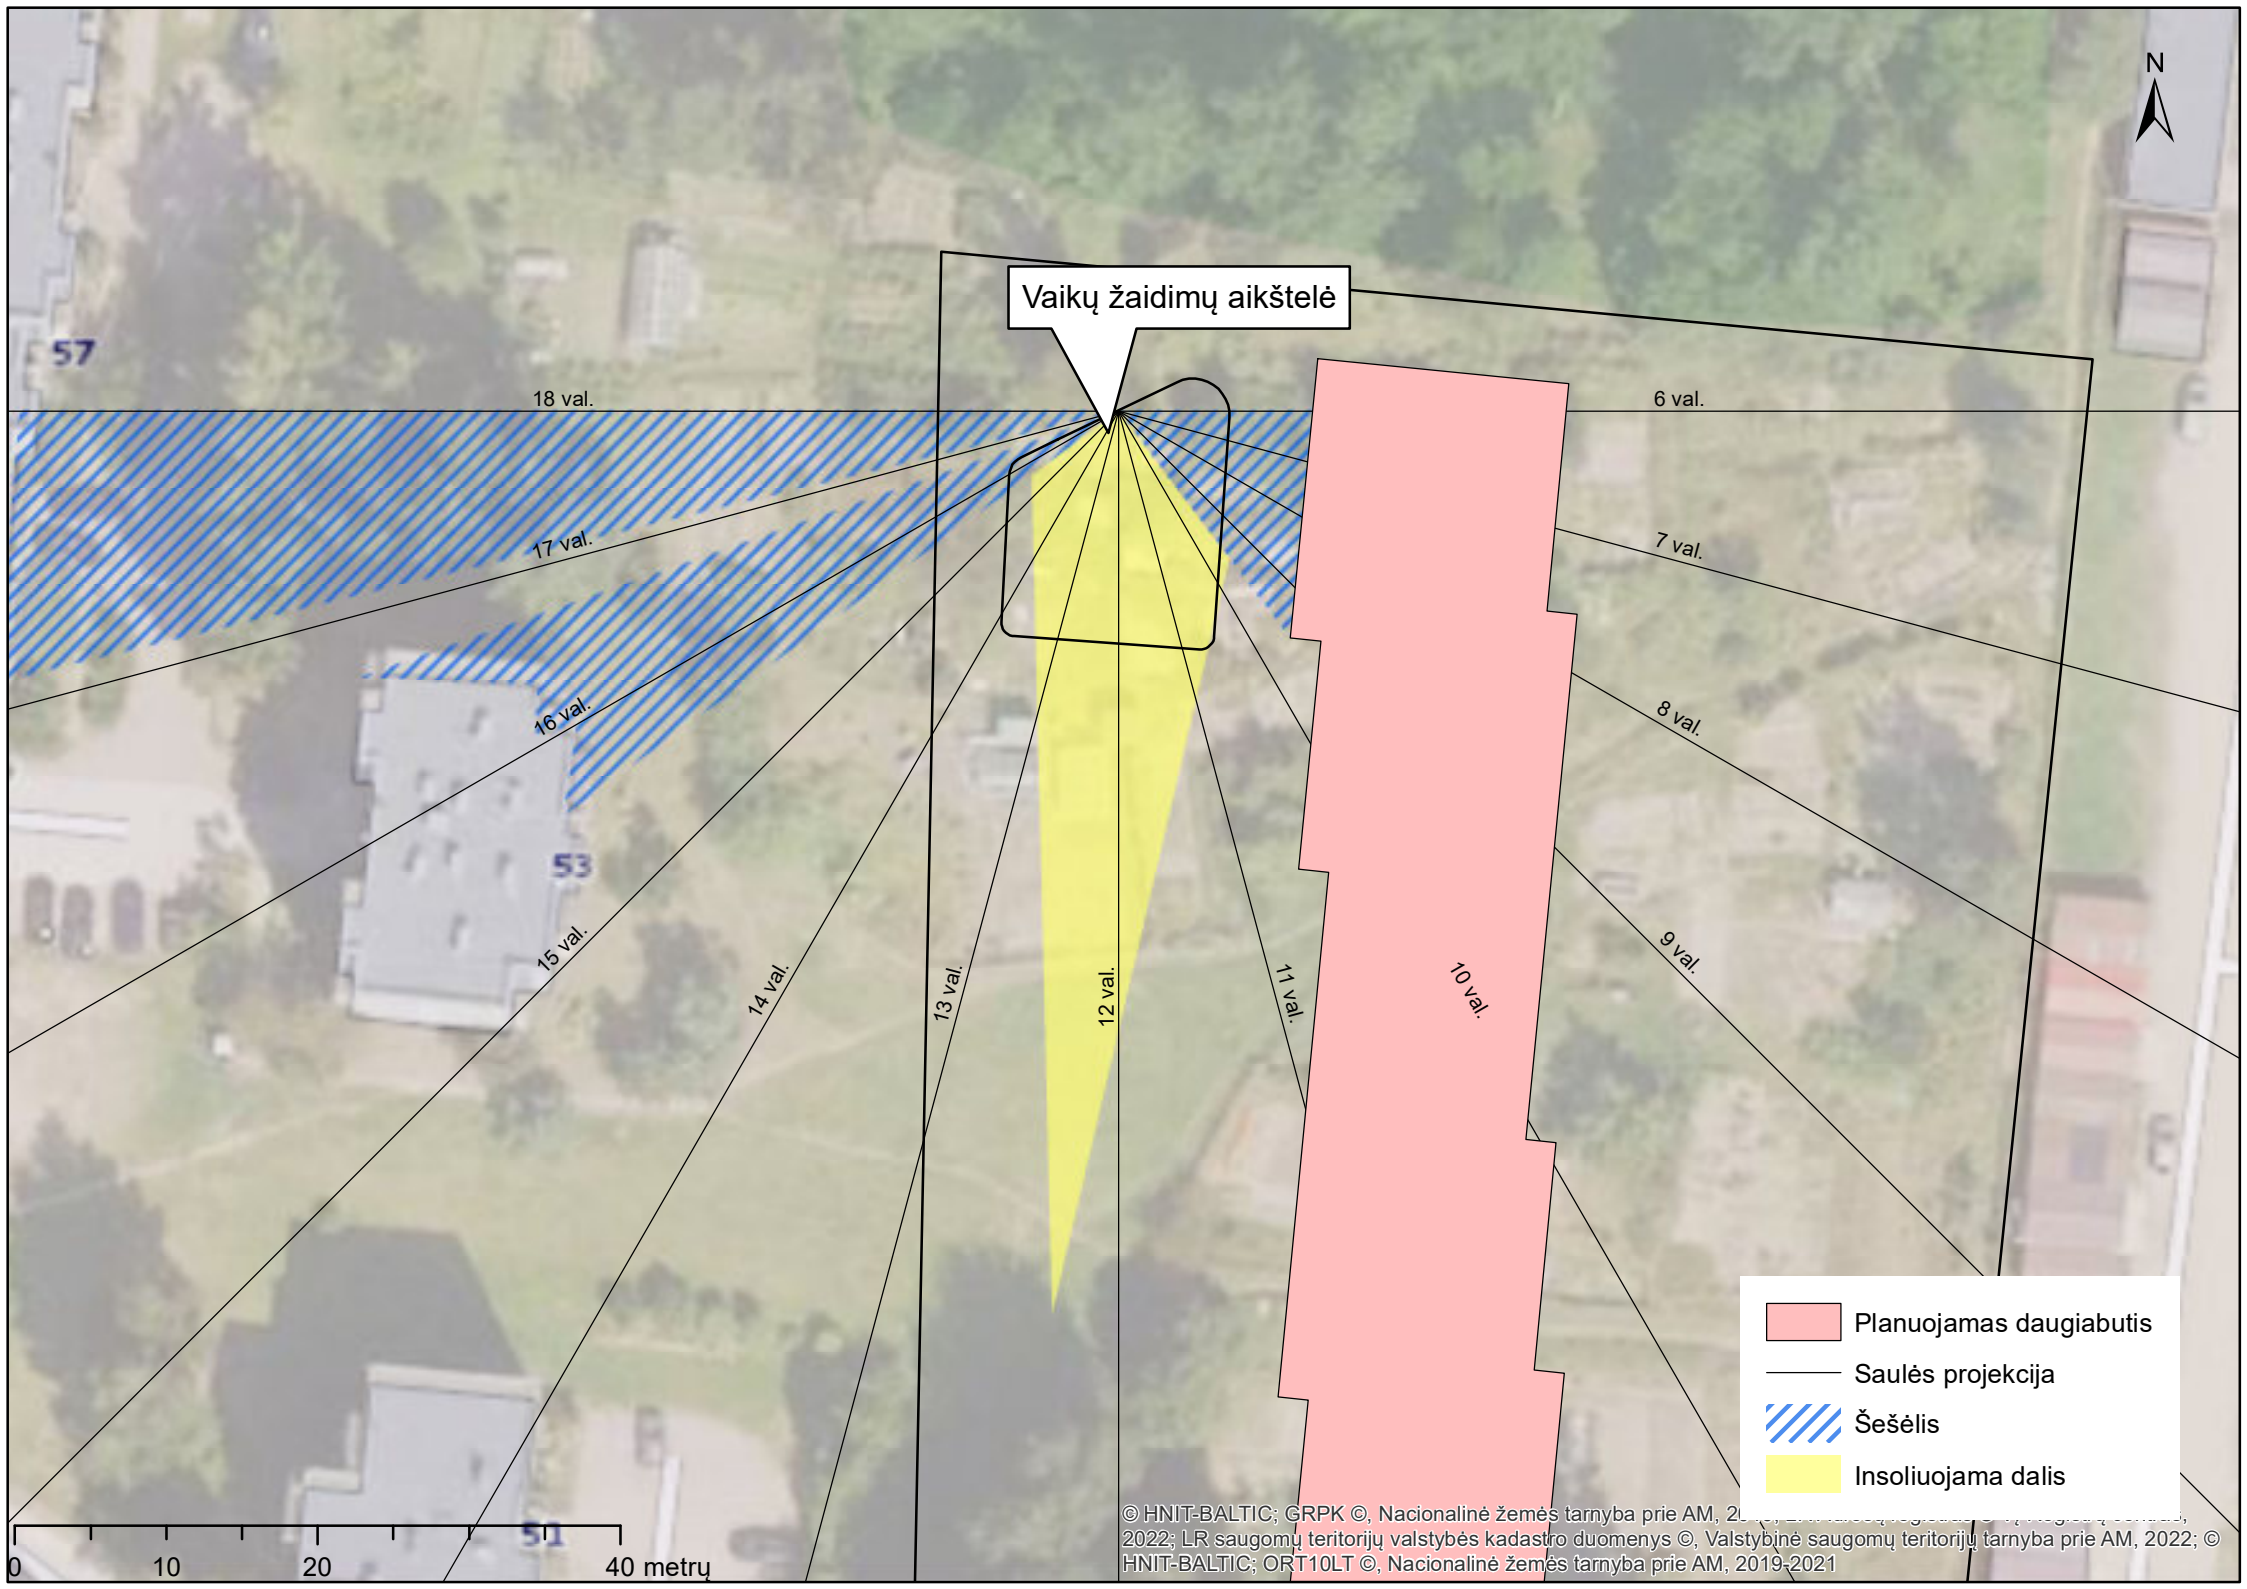 N
Vaikų žaidimų aikštelė
57
18 val.
6 val.
17 val.
7 val.
16 val.
8 val.
53
15 val.
14 val.
13 val.
12 val.
11 val.
10 val.
9 val.
Planuojamas daugiabutis
Saulės projekcija
Šešėlis
Insoliuojama dalis
51
0 10 20 40 metrų
© HNIT-BALTIC; GRPK ©, Nacionalinė žemės tarnyba prie AM,
2022; LR saugomų teritorijų valstybės kadastro duomenys ©, Valstybinė saugomų teritorijų tarnyba prie AM, 2022; ©
HNIT-BALTIC; ORT10LT ©, Nacionalinė žemės tarnyba prie AM, 2019-2021